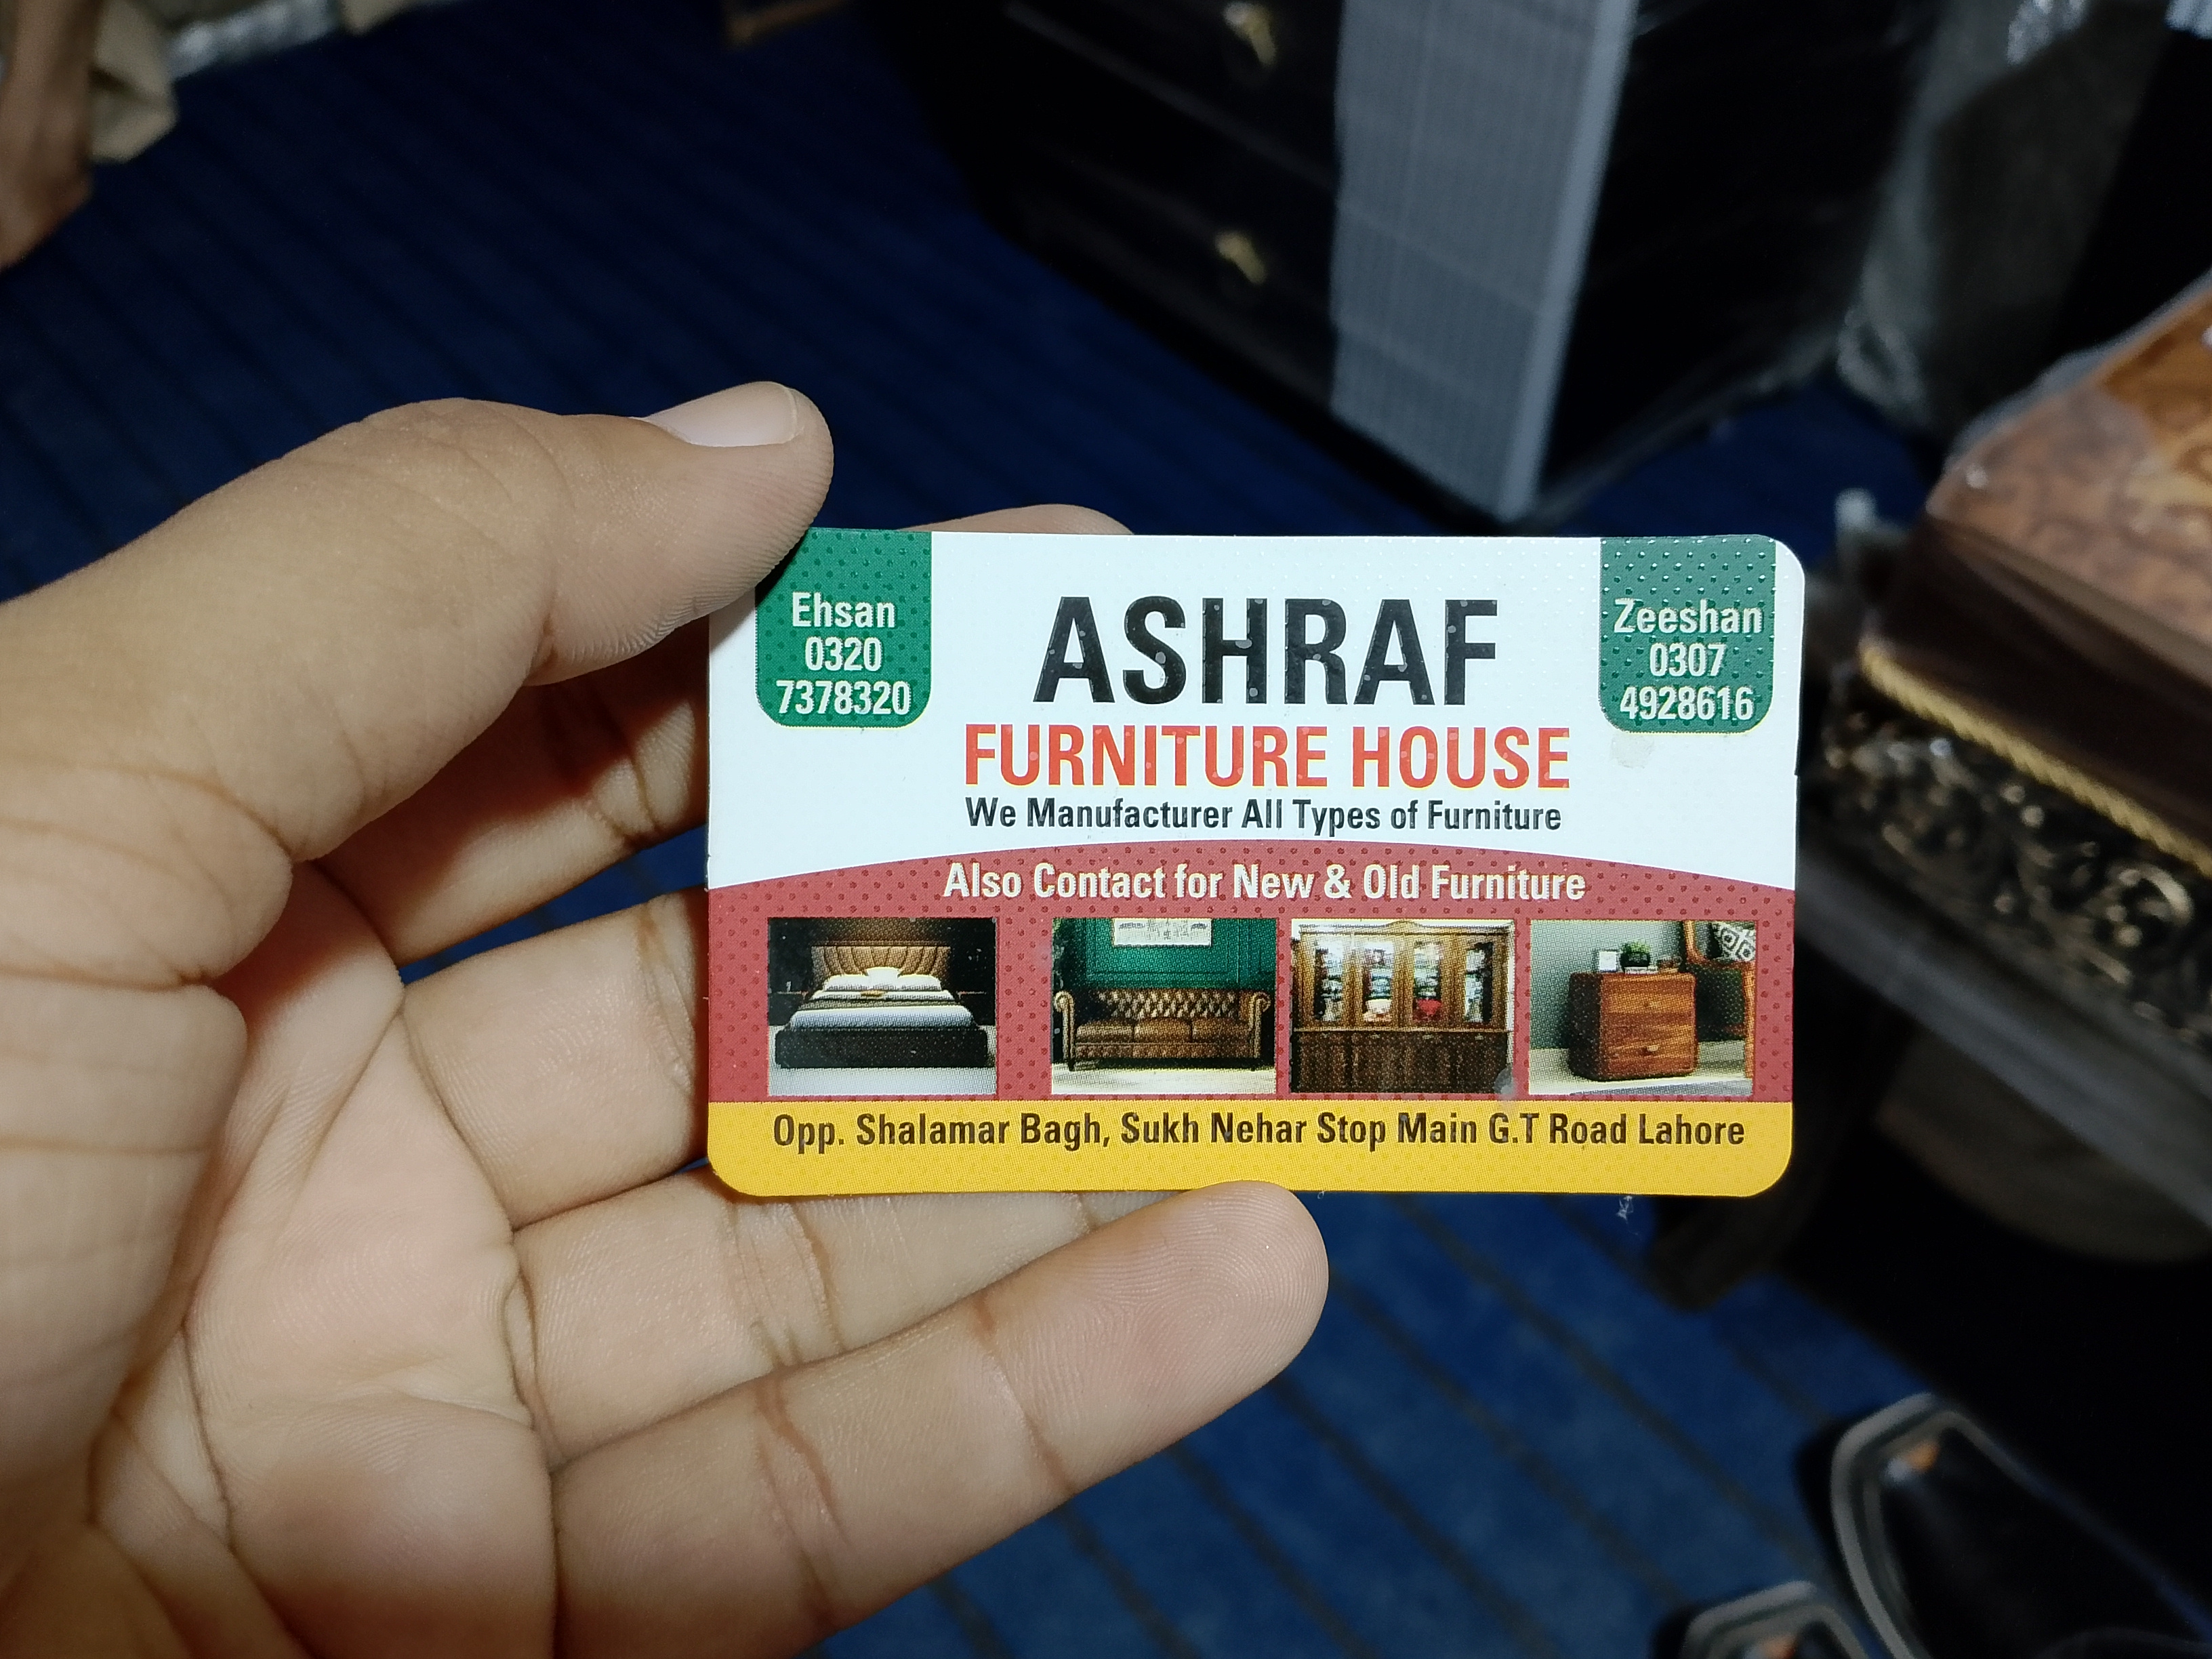 Ehsan
0320
7378320
ASHRAF
FURNITURE HOUSE
We Manufacturer All Types of Furniture
Zeeshan
0307
4928616
Also Contact for New & Old Furniture
Opp. Shalamar Bagh, Sukh Nehar Stop Main G.T Road Lahore